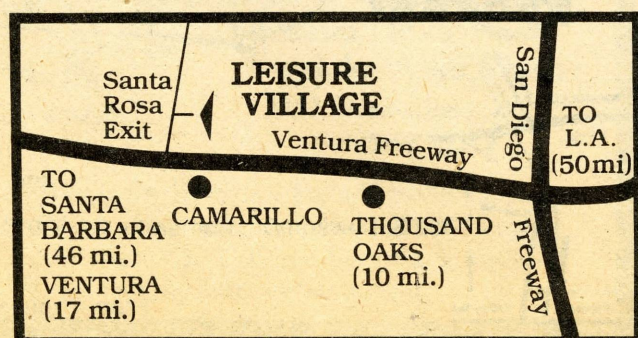 Santa
Rosa
Exit
LEISURE
VILLAGE
Ventura Freeway
San Diego
Freeway
TO
L.A.
(50mi)
TO
SANTA
BARBARA
(46 mi.)
VENTURA
(17 mi.)
CAMARILLO
THOUSAND
OAKS
(10 mi.)